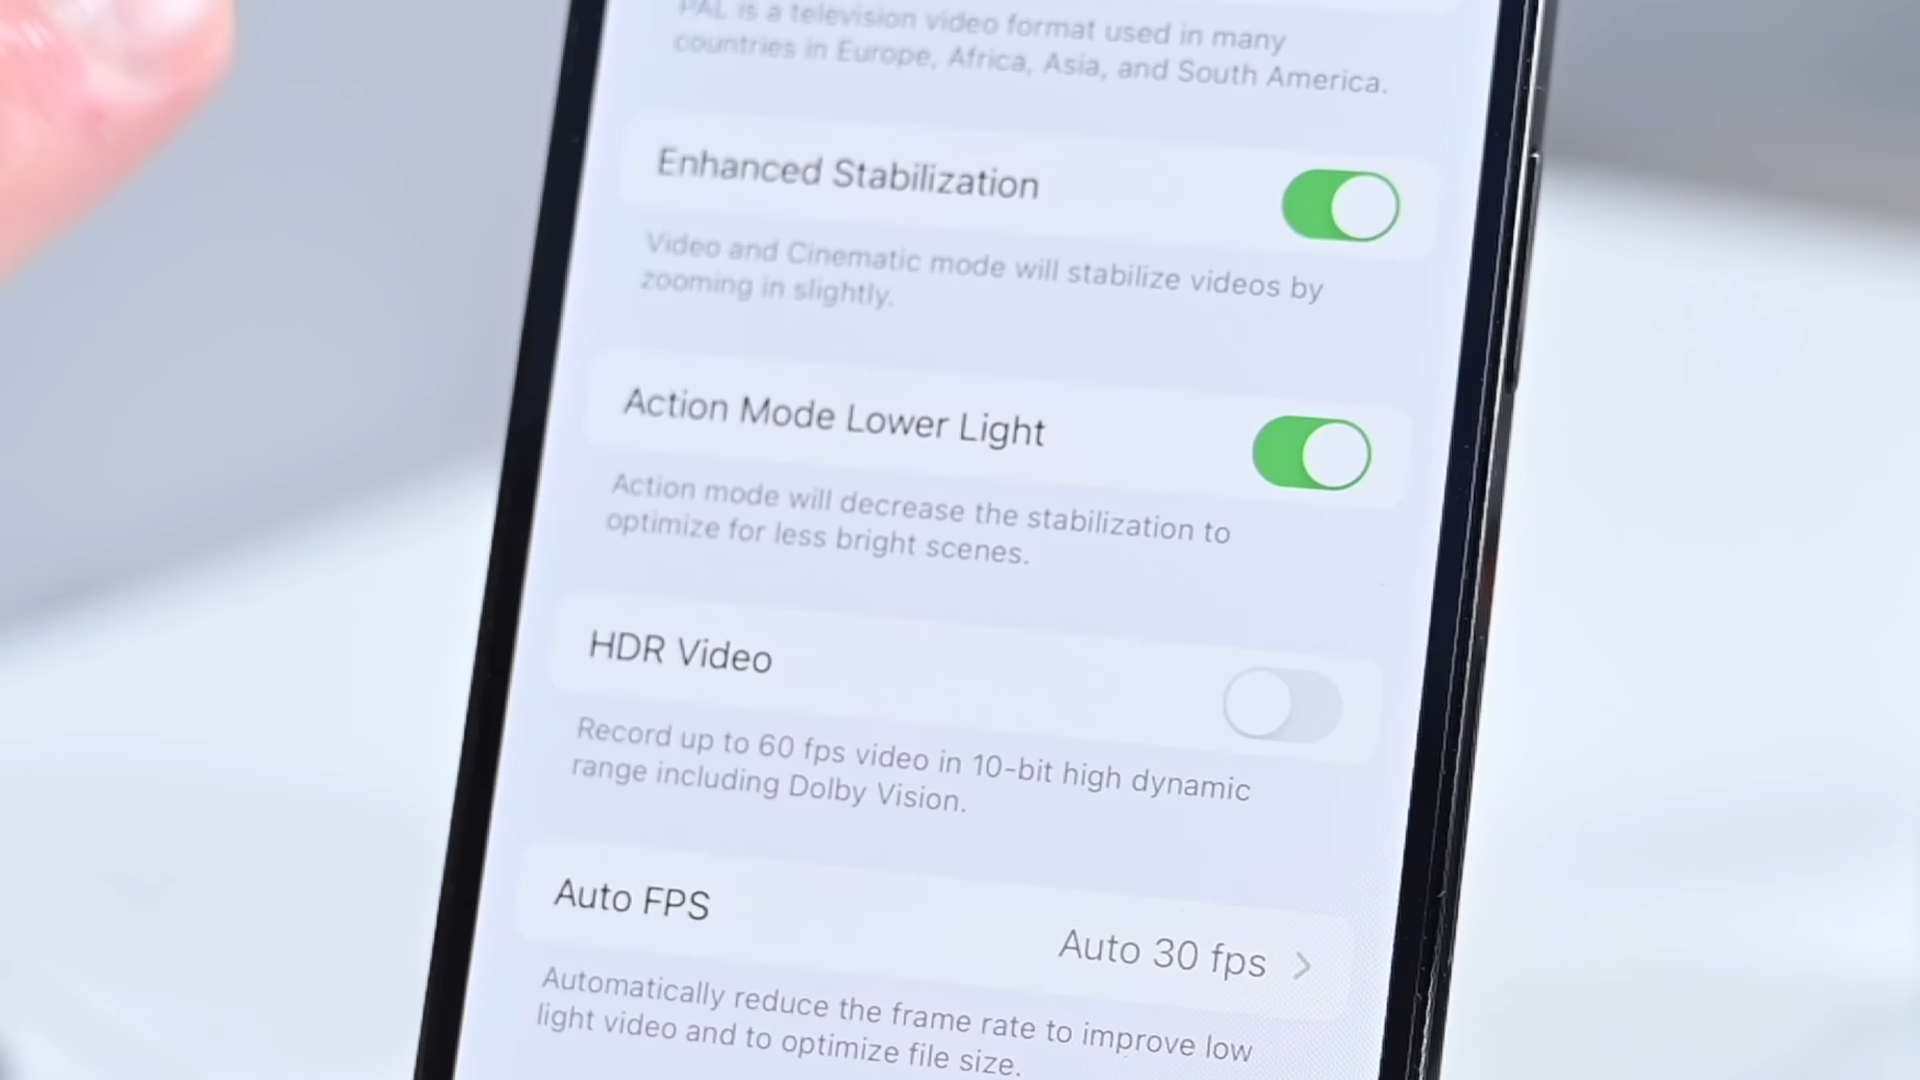 PAL is a television video format used in many
countries in Europe, Africa, Asia, and South America.
Enhanced Stabilization
Video and Cinematic mode will stabilize videos by
zooming in slightly.
Action Mode Lower Light
Action mode will decrease the stabilization to
optimize for less bright scenes.
HDR Video
Record up to 60 fps video in 10-bit high dynamic
range including Dolby Vision.
Auto FPS
Auto 30 fps
Automatically reduce the frame rate to improve low
light video and to optimize file size.